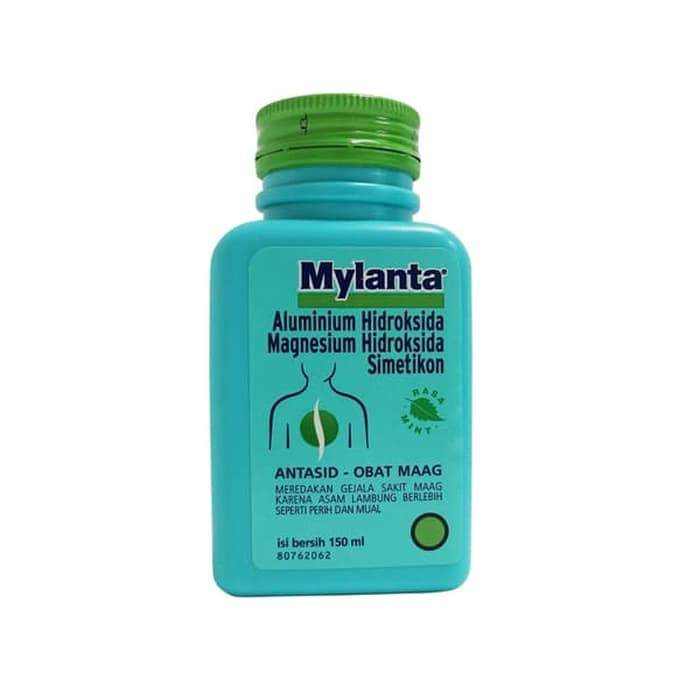 Mylanta®
Aluminium Hidroksida
Magnesium Hidroksida
Simetikon
RASA
MINT
ANTASID - OBAT MAAG
MEREDAKAN GEJALA SAKIT MAAG
KARENA ASAM LAMBUNG BERLEBIH
SEPERTI PERIH DAN MUAL
isi bersih 150 ml
80762062